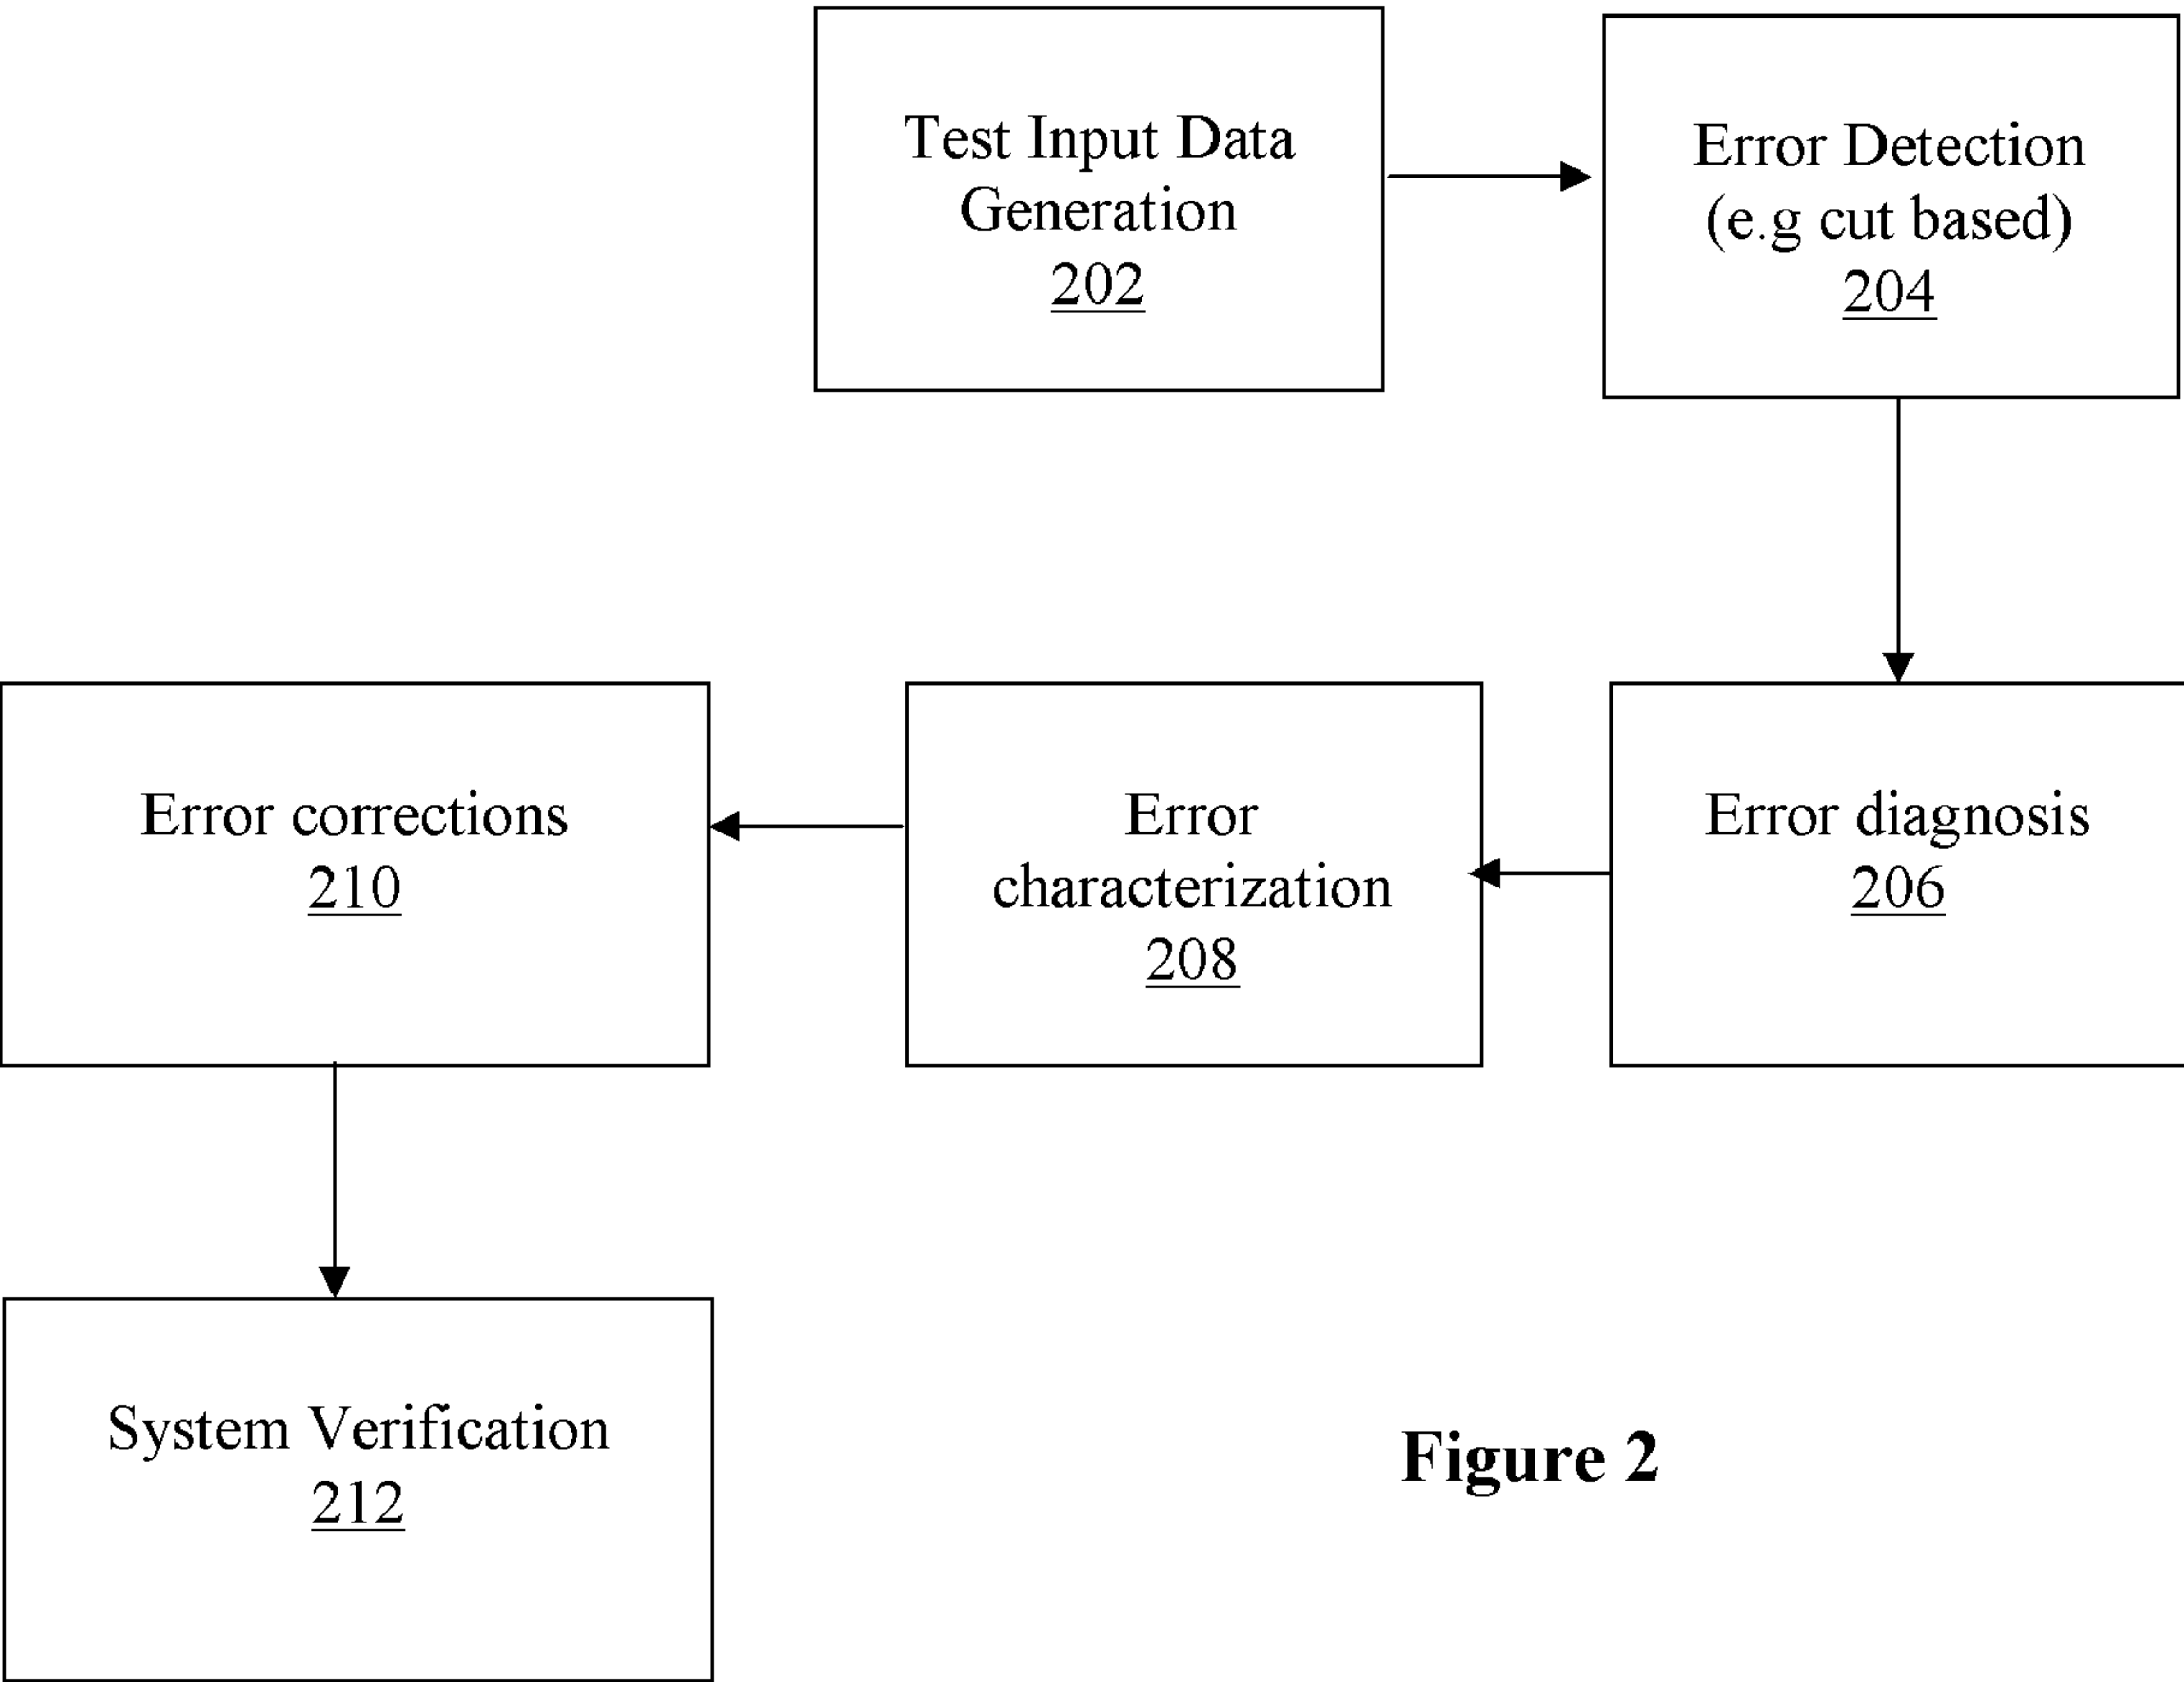 Test Input Data
Generation
202
Error Detection
(e.g cut based)
204
Error corrections
210
Error
characterization
208
Error diagnosis
206
System Verification
212
Figure 2